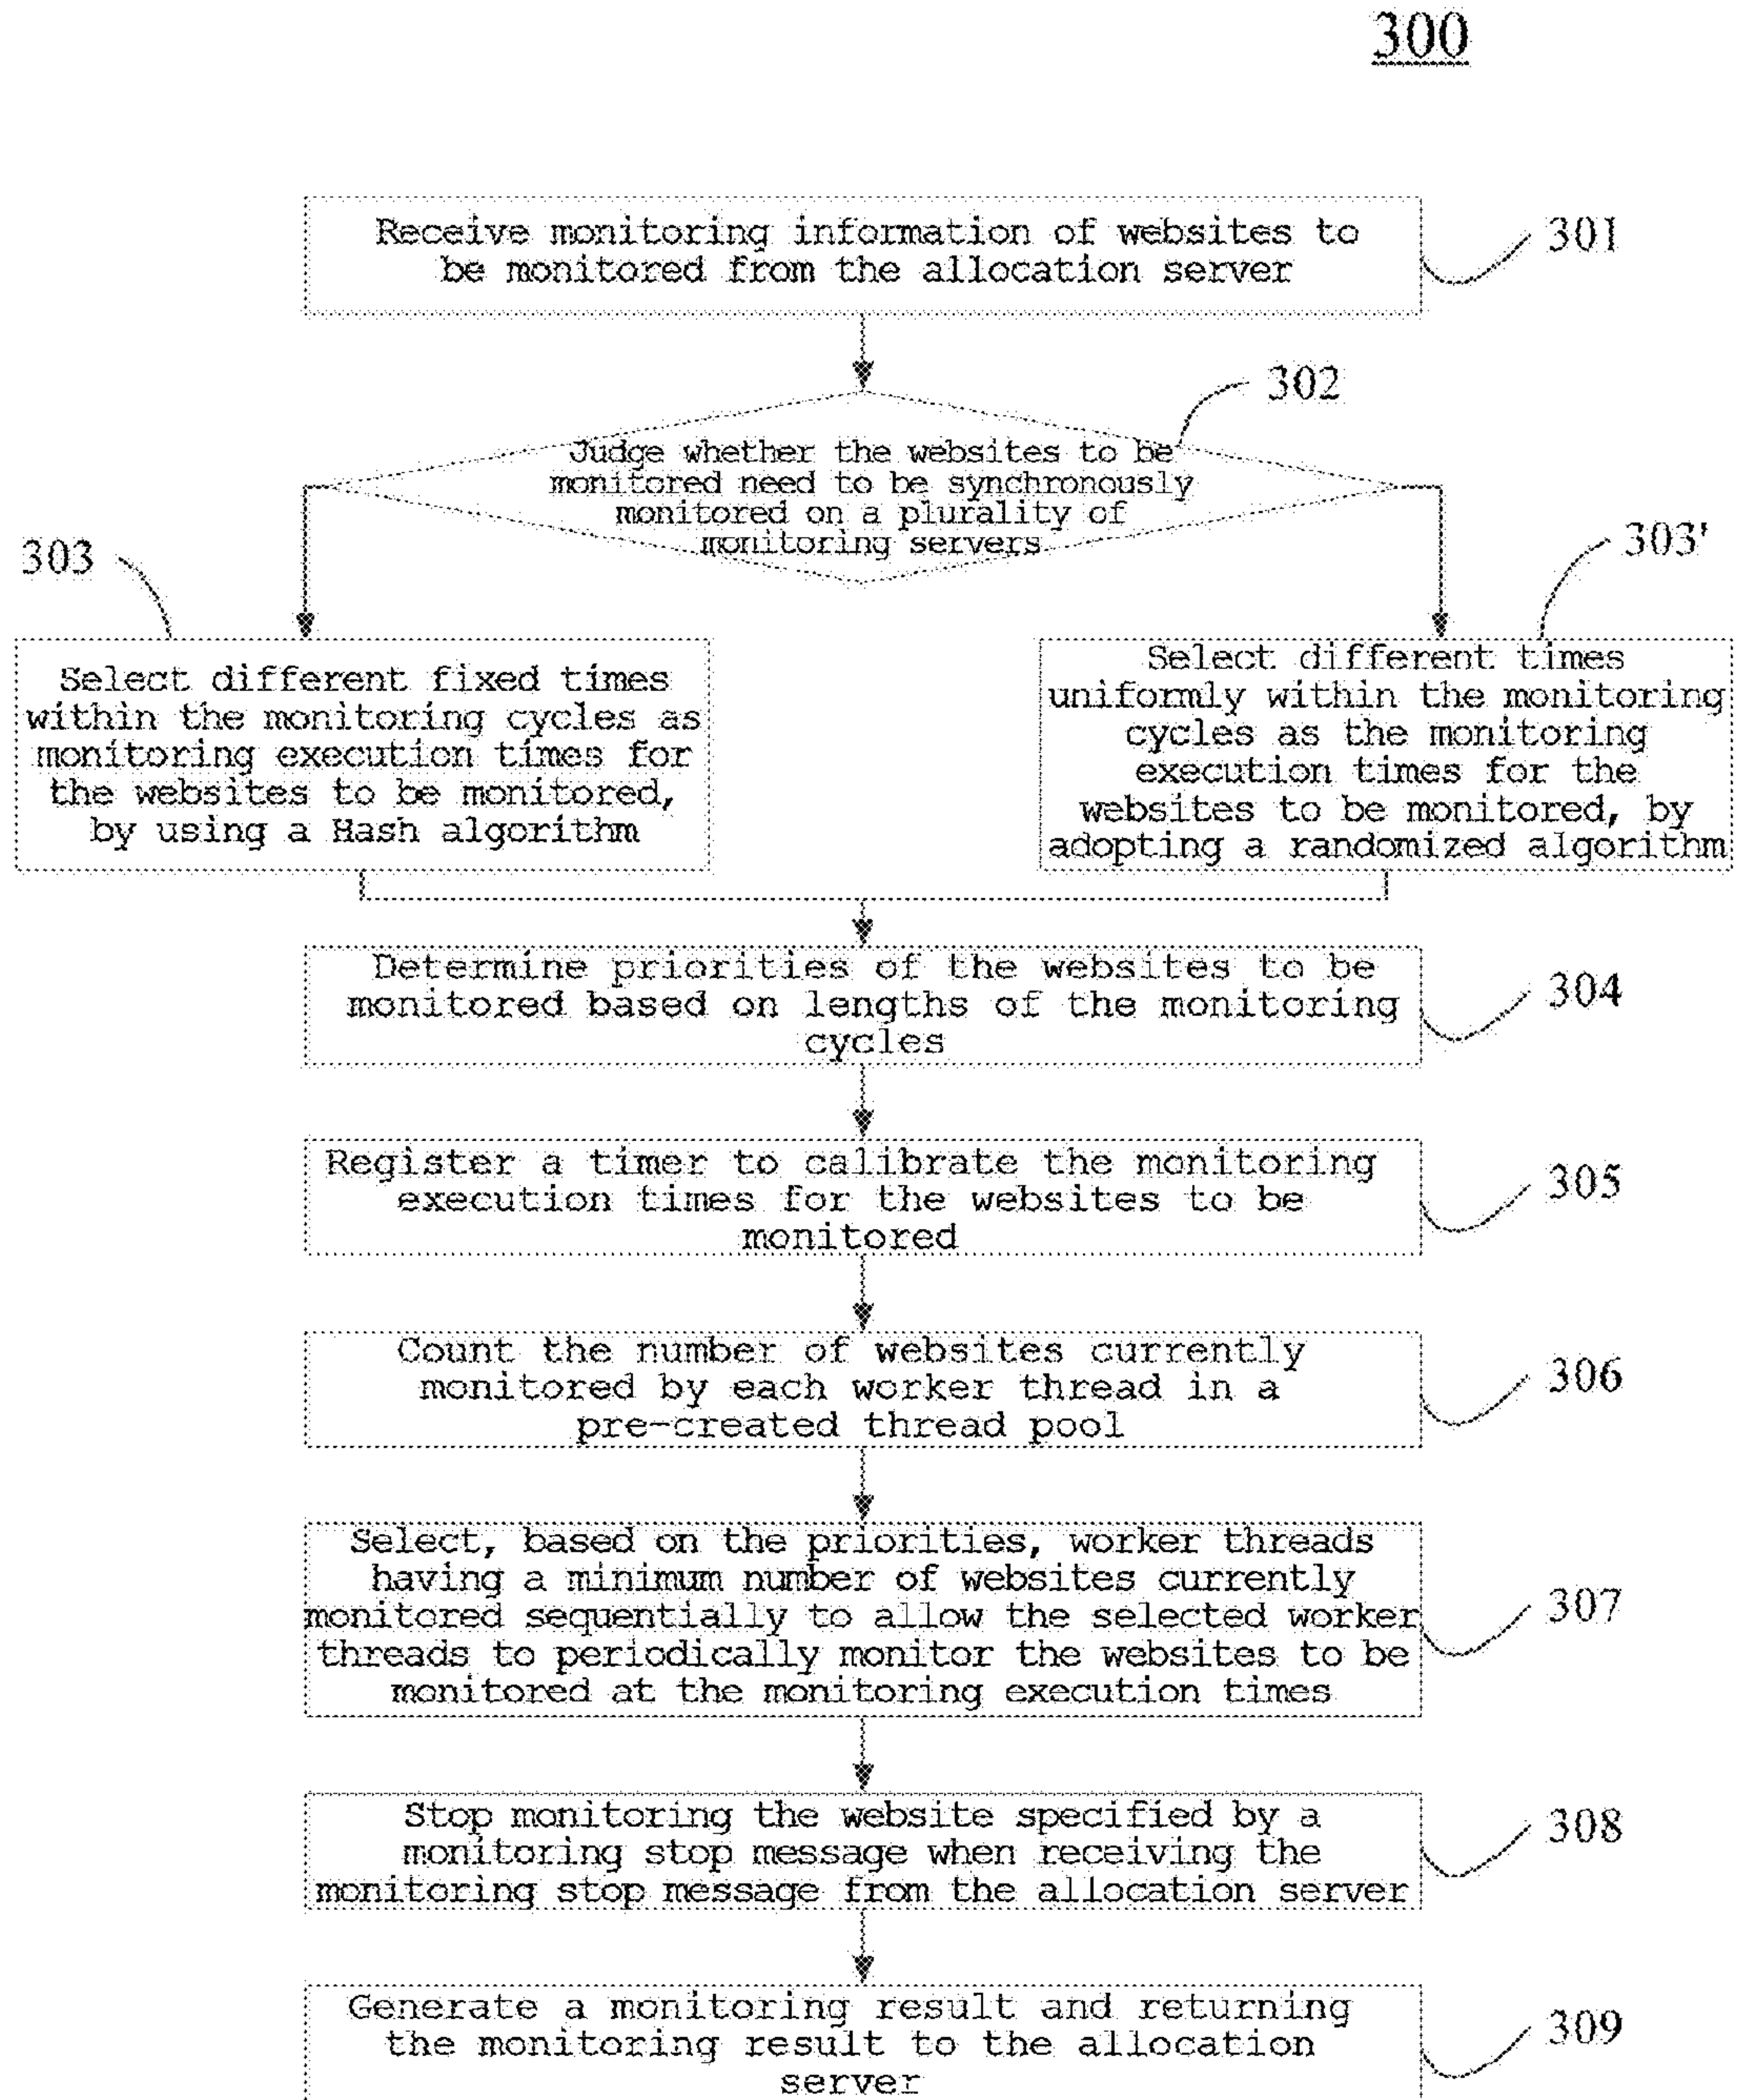 300
Receive monitoring information of websites to
be monitored from the allocation server
301
302
Judge whether the websites to be
monitored need to be synchronously
monitored on a plurality of
monitoring servers
303
303'
Select different fixed times
within the monitoring cycles as
monitoring execution times for
the websites to be monitored,
by using a Hash algorithm
Select different times
uniformly within the monitoring
cycles as the monitoring
execution times for the
websites to be monitored, by
adopting a randomized algorithm
Determine priorities of the websites to be
monitored based on lengths of the monitoring
cycles
304
Register a timer to calibrate the monitoring
execution times for the websites to be
monitored
305
Count the number of websites currently
monitored by each worker thread in a
pre-created thread pool
306
Select, based on the priorities, worker threads
having a minimum number of websites currently
monitored sequentially to allow the selected worker
threads to periodically monitor the websites to be
monitored at the monitoring execution times
307
Stop monitoring the website specified by a
monitoring stop message when receiving the
monitoring stop message from the allocation server
308
Generate a monitoring result and returning
the monitoring result to the allocation
server
309